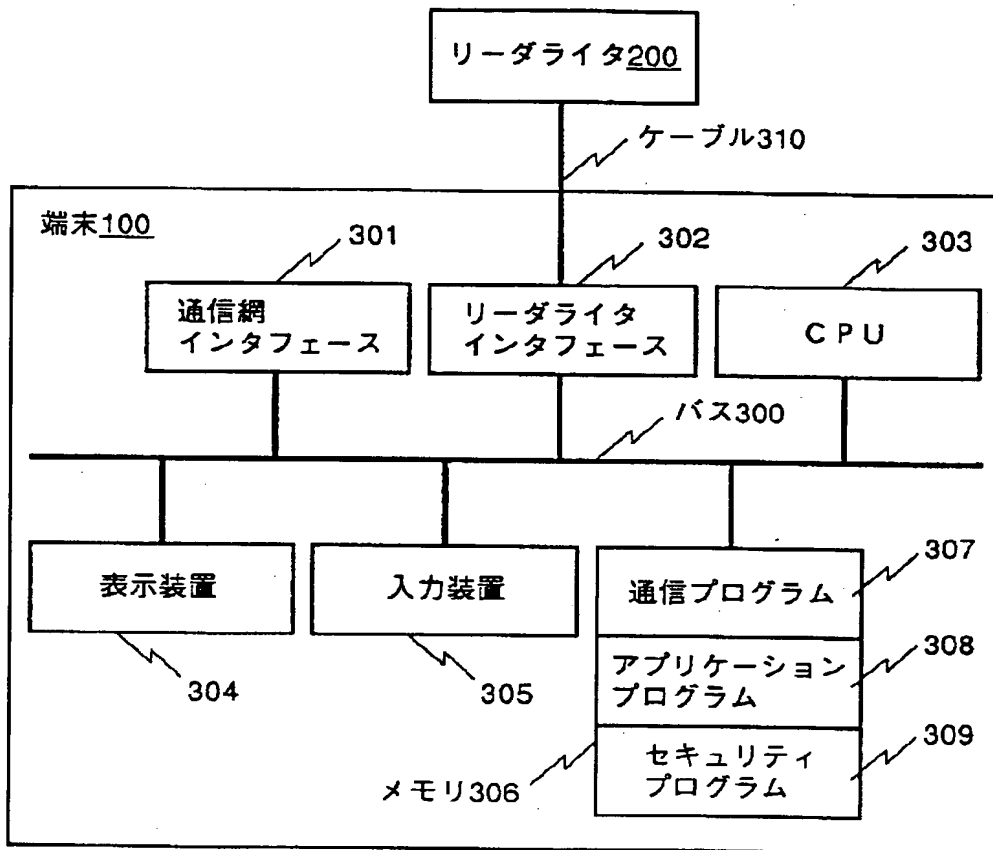 リーダライタ200
ケーブル310
端末100
301
302
303
通信網
インタフェース
リーダライタ
インタフェース
CPU
バス300
表示装置
入力装置
通信プログラム
307
304
305
アプリケーション
プログラム
308
セキュリティ
プログラム
309
メモリ306